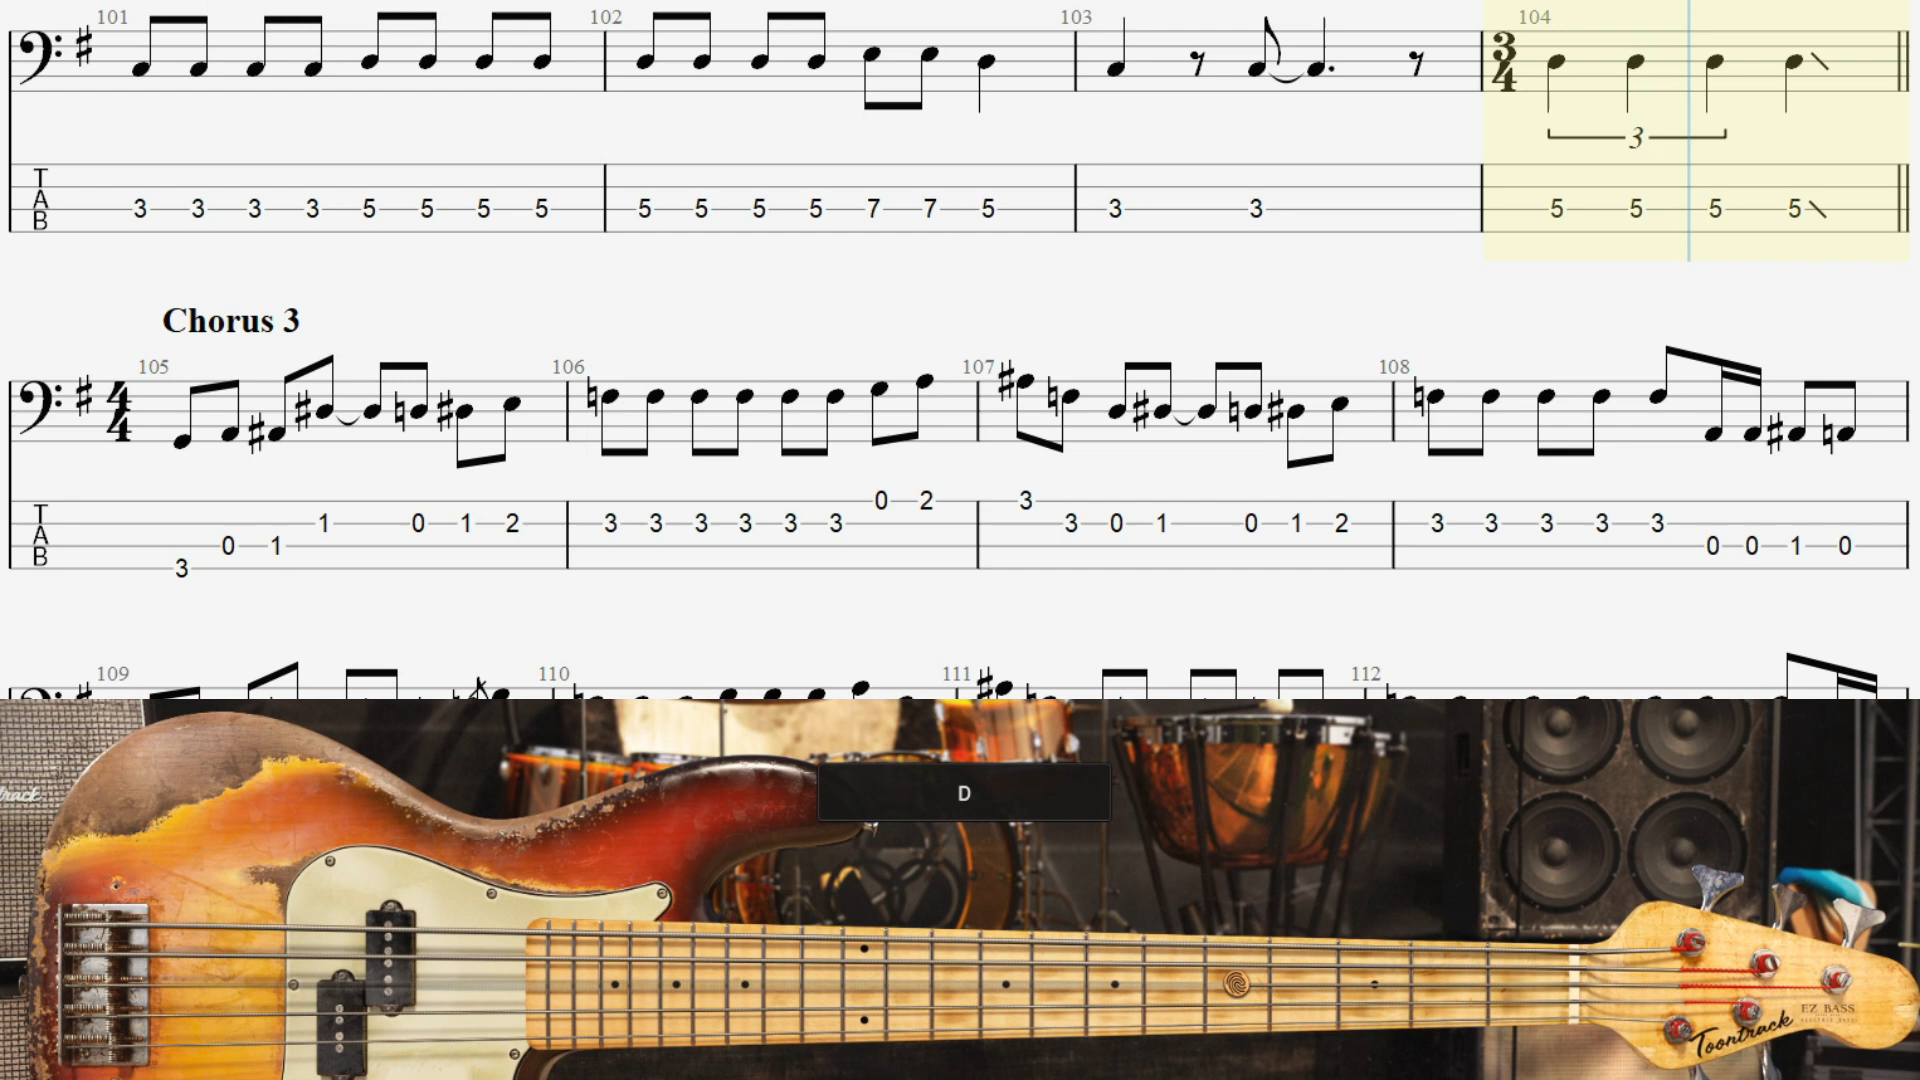 101 102 103 104
3 4
3
T A B
3 3 3 3 5 5 5 5 5 5 5 5 7 7 5 3 3 5 5 5 5
Chorus 3
105 106 107 108
4 4
T A B
3 0 1 1 0 1 2 3 3 3 3 3 3 0 2 3 3 0 1 0 1 2 3 3 3 3 3 0 0 1 0
109 110 111 112
D
EZ BASS
Toontrack